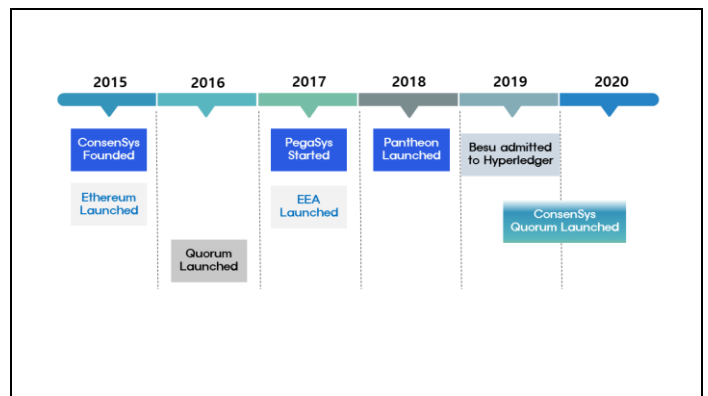 2015
2016
2017
2018
2019
2020
ConsenSys
Founded
PegaSys
Started
Pantheon
Launched
Besu admitted
to Hyperledger
Ethereum
Launched
EEA
Launched
ConsenSys
Quorum Launched
Quorum
Launched